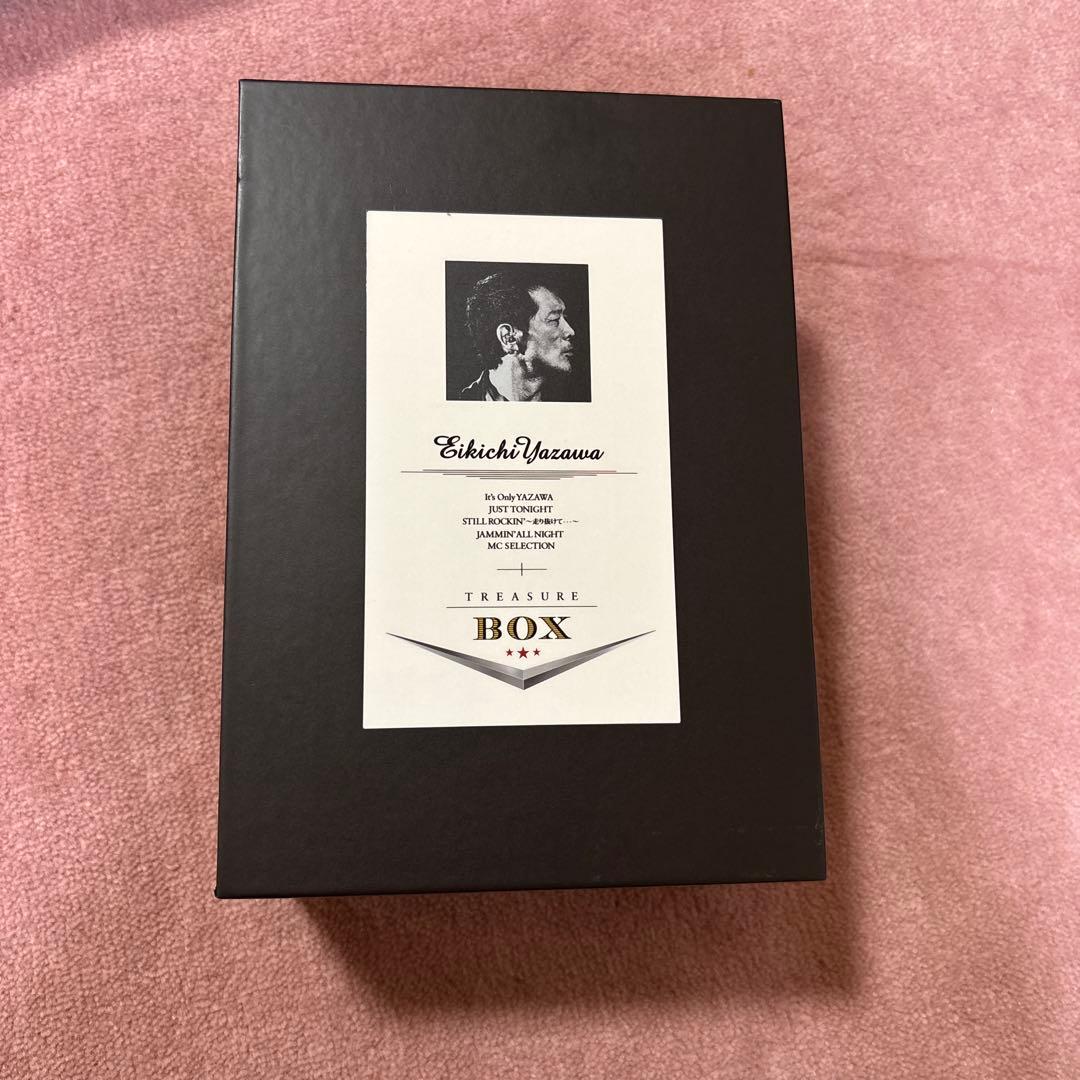 Eikichi Yazawa
It's Only YAZAWA
JUST TONIGHT
STILL ROCKIN' ～走り抜けて・・・～
JAMMIN' ALL NIGHT
MC SELECTION
TREASURE
BOX